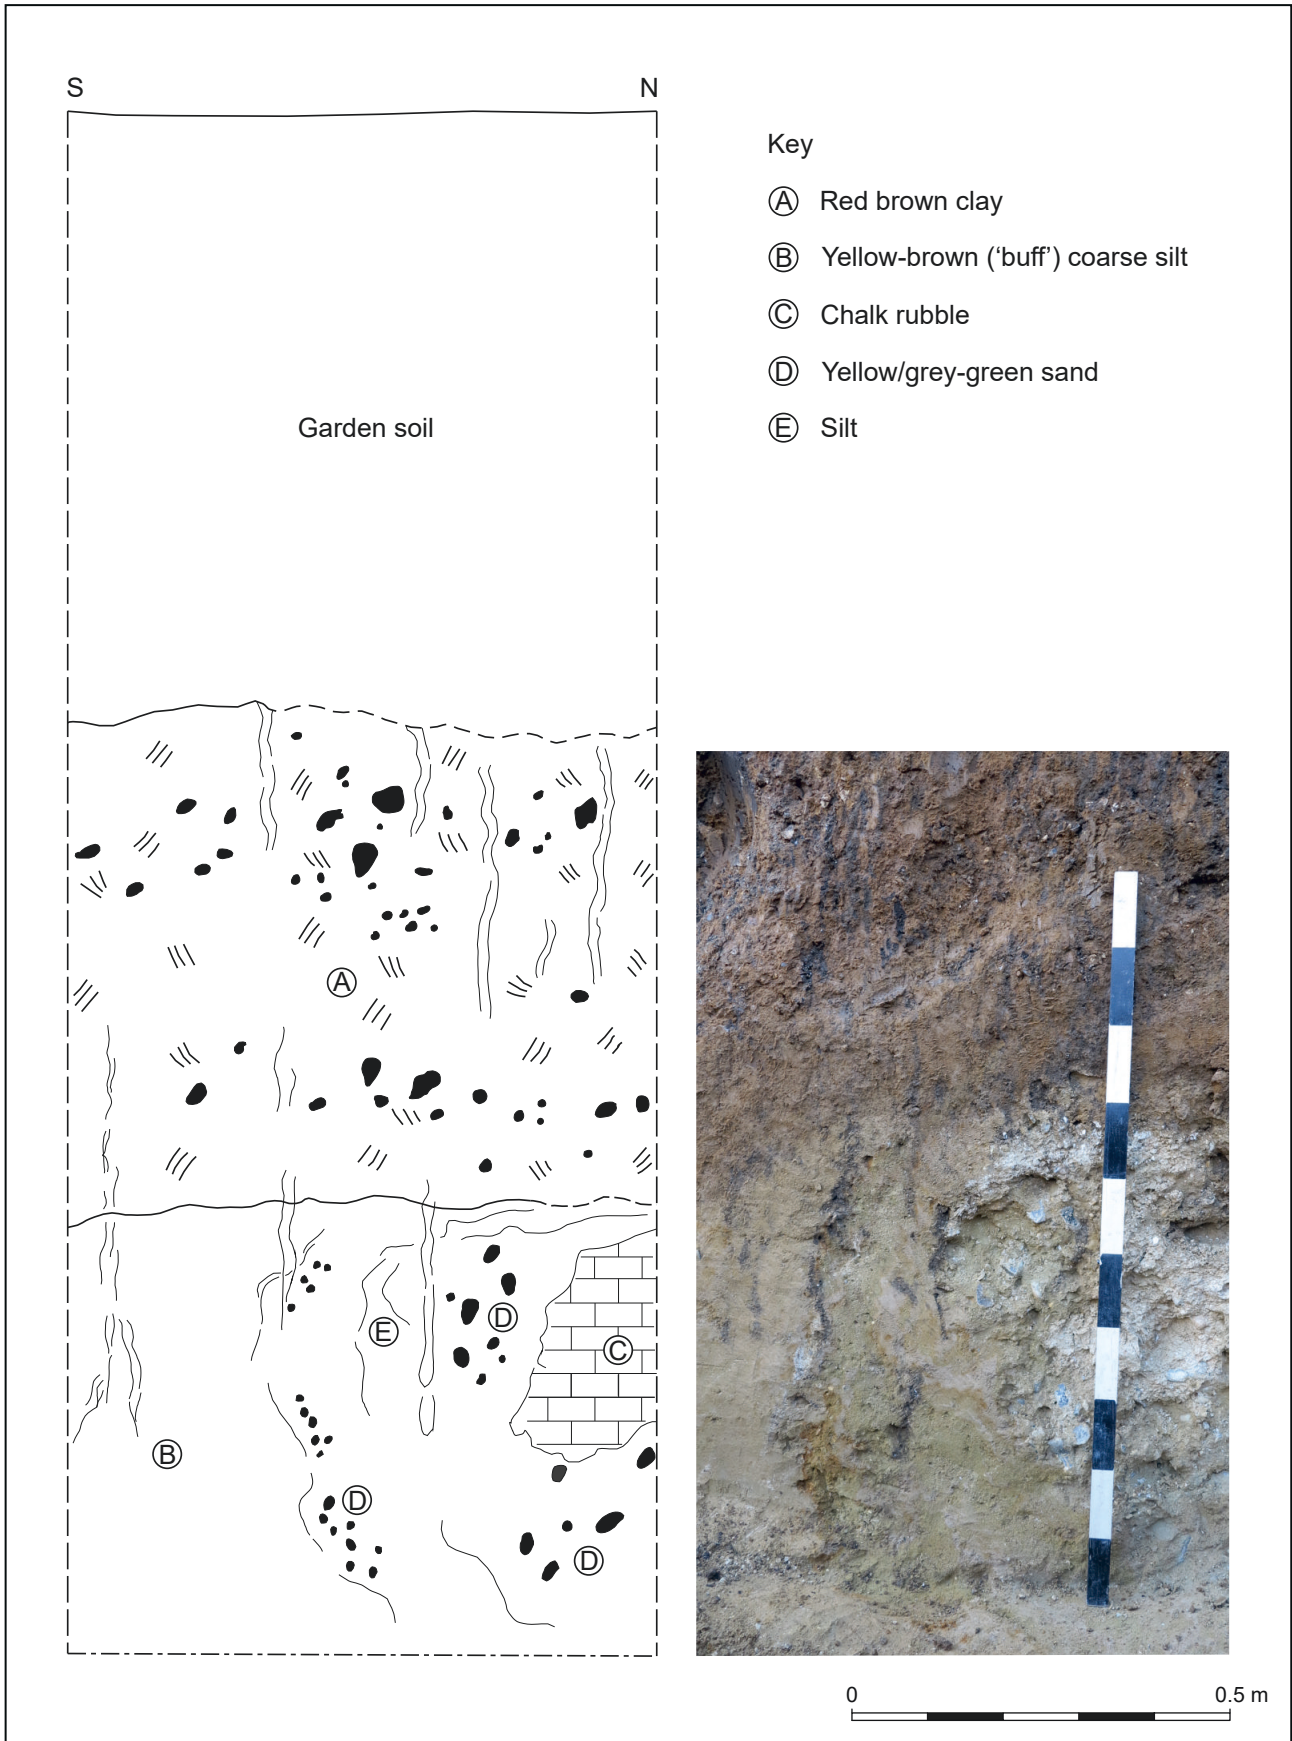 S
N
Key
A Red brown clay
B Yellow-brown (‘buff’) coarse silt
C Chalk rubble
D Yellow/grey-green sand
E Silt
Garden soil
A
E
D
C
B
D
D
0
0.5 m